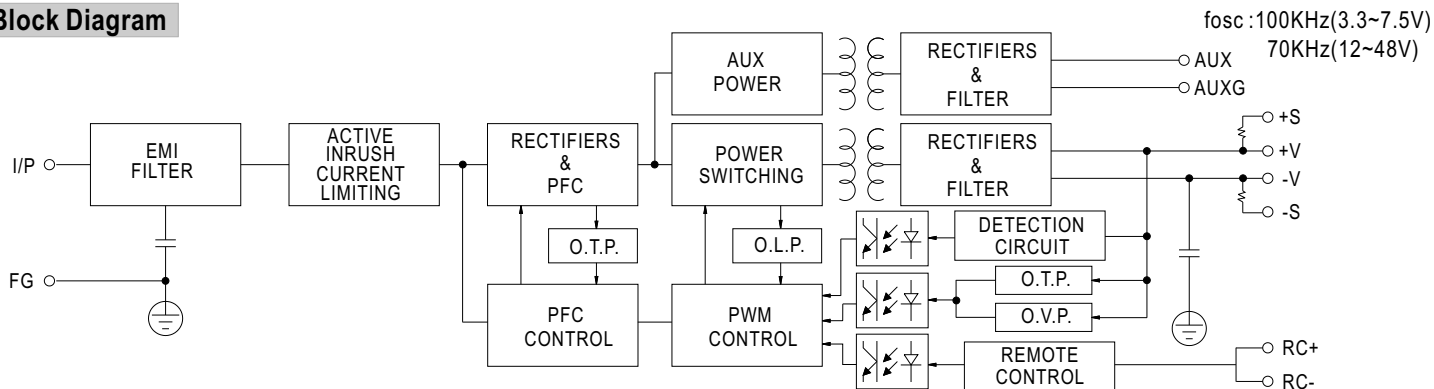 Block Diagram
fosc :100KHz(3.3~7.5V)
70KHz(12~48V)
AUX
POWER
RECTIFIERS
&
FILTER
AUX
AUXG
I/P
EMI
FILTER
ACTIVE
INRUSH
CURRENT
LIMITING
RECTIFIERS
&
PFC
POWER
SWITCHING
RECTIFIERS
&
FILTER
+S
+V
-V
-S
O.T.P.
O.L.P.
DETECTION
CIRCUIT
FG
PFC
CONTROL
PWM
CONTROL
O.T.P.
O.V.P.
REMOTE
CONTROL
RC+
RC-